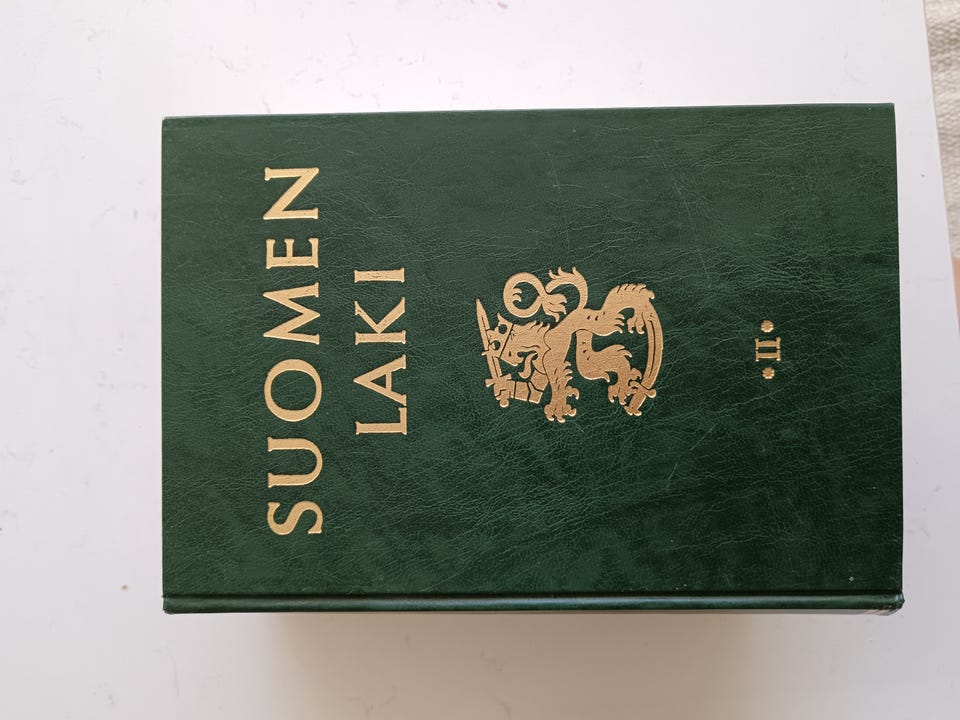 SUOMEN
LAKI
* II *